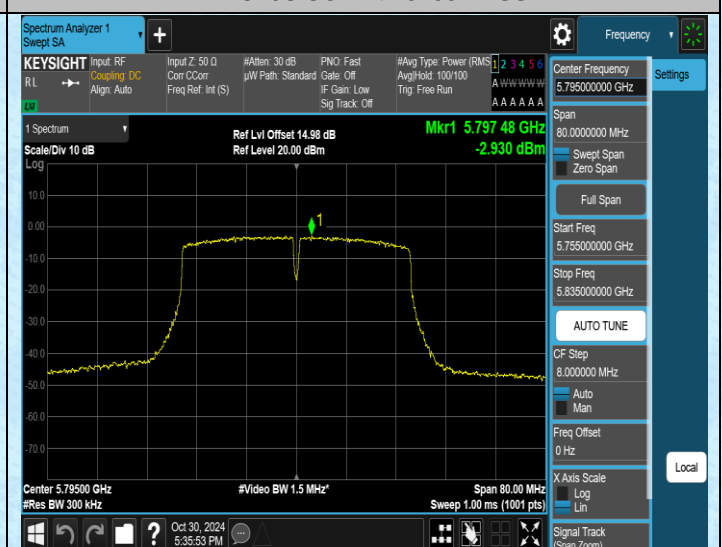 Spectrum Analyzer 1
Swept SA
Frequency
KEYSIGHT
RL
Input: RF
Coupling: DC
Align: Auto
Input Z: 50 Ω
Corr CCorr
Freq Ref: Int (S)
#Atten: 30 dB
µW Path: Standard
PNO: Fast
Gate: Off
IF Gain: Low
Sig Track: Off
#Avg Type: Power (RMS
Avg|Hold: 100/100
Trig: Free Run
1 2 3 4 5 6
A W W W W W
A A A A A A
1 Spectrum
Scale/Div 10 dB
Log
Ref Lvl Offset 14.98 dB
Ref Level 20.00 dBm
Mkr1 5.797 48 GHz
-2.930 dBm
10.0
0.00
-10.0
-20.0
-30.0
-40.0
-50.0
-60.0
-70.0
1
Center 5.79500 GHz
#Res BW 300 kHz
#Video BW 1.5 MHz*
Span 80.00 MHz
Sweep 1.00 ms (1001 pts)
Oct 30, 2024
5:35:53 PM
Center Frequency
5.795000000 GHz
Settings
Span
80.0000000 MHz
Swept Span
Zero Span
Full Span
Start Freq
5.755000000 GHz
Stop Freq
5.835000000 GHz
AUTO TUNE
CF Step
8.000000 MHz
Auto
Man
Freq Offset
0 Hz
Local
X Axis Scale
Log
Lin
Signal Track
(Span Zoom)